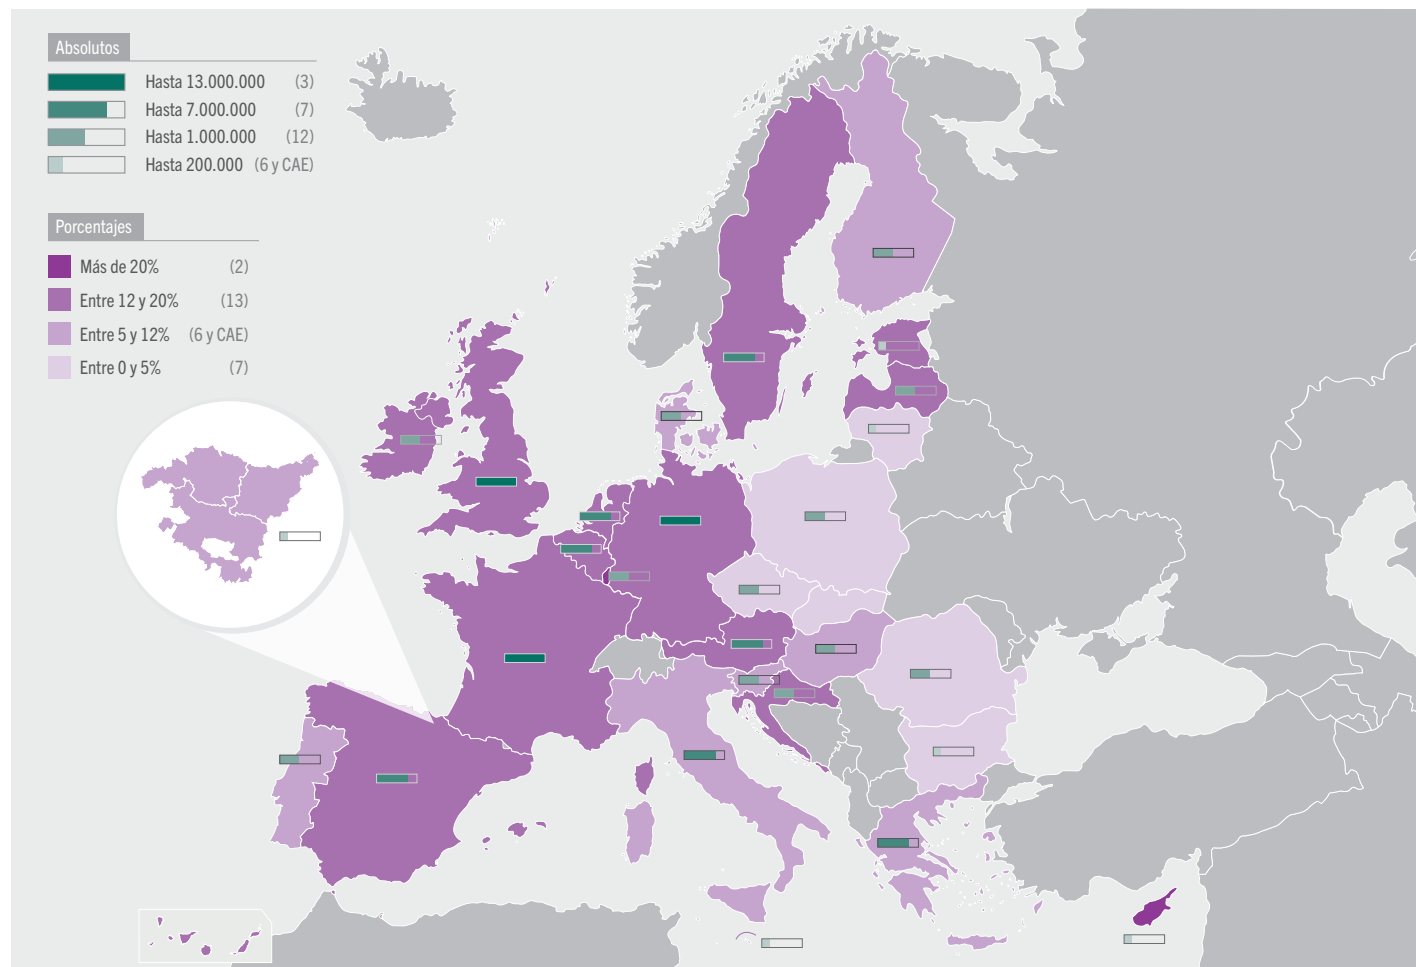 Absolutos
Hasta 13.000.000 (3)
Hasta 7.000.000 (7)
Hasta 1.000.000 (12)
Hasta 200.000 (6 y CAE)
Porcentajes
Más de 20% (2)
Entre 12 y 20% (13)
Entre 5 y 12% (6 y CAE)
Entre 0 y 5% (7)